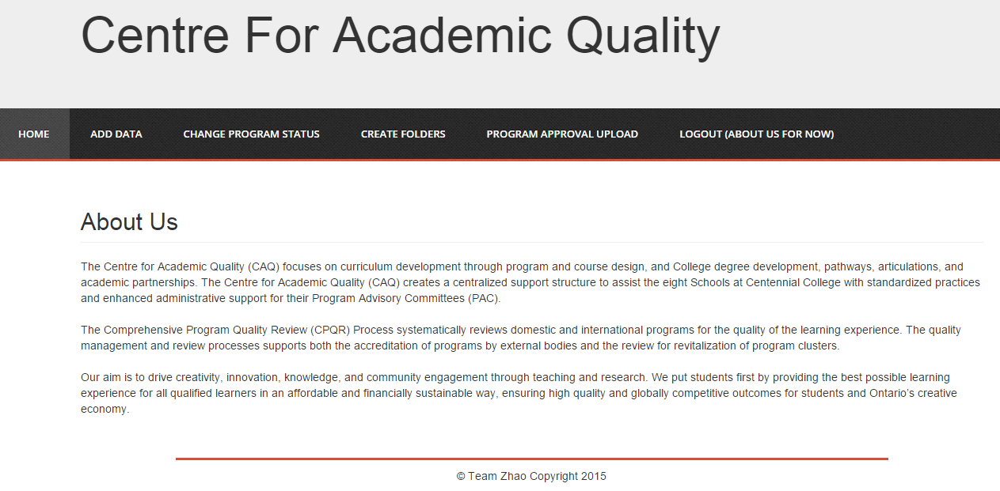 Centre For Academic Quality
HOME ADD DATA CHANGE PROGRAM STATUS CREATE FOLDERS PROGRAM APPROVAL UPLOAD LOGOUT (ABOUT US FOR NOW)
About Us
The Centre for Academic Quality (CAQ) focuses on curriculum development through program and course design, and College degree development, pathways, articulations, and
academic partnerships. The Centre for Academic Quality (CAQ) creates a centralized support structure to assist the eight Schools at Centennial College with standardized practices
and enhanced administrative support for their Program Advisory Committees (PAC).
The Comprehensive Program Quality Review (CPQR) Process systematically reviews domestic and international programs for the quality of the learning experience. The quality
management and review processes supports both the accreditation of programs by external bodies and the review for revitalization of program clusters.
Our aim is to drive creativity, innovation, knowledge, and community engagement through teaching and research. We put students first by providing the best possible learning
experience for all qualified learners in an affordable and financially sustainable way, ensuring high quality and globally competitive outcomes for students and Ontario’s creative
economy.
© Team Zhao Copyright 2015